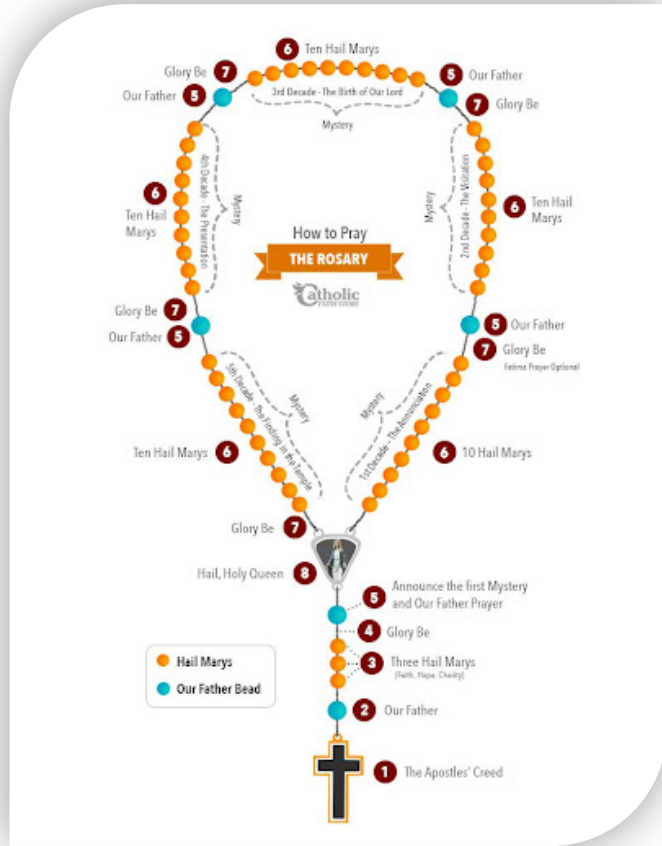 6 Ten Hail Marys
Glory Be 7
Our Father 5
5 Our Father
7 Glory Be
3rd Decade - The Birth of Our Lord
Mystery
4th Decade - The Presentation
Mystery
6
Ten Hail
Marys
2nd Decade - The Visitation
Mystery
6 Ten Hail
Marys
How to Pray
THE ROSARY
Catholic
Glory Be 7
Our Father 5
5 Our Father
7 Glory Be
Fatima Prayer Optional
5th Decade - The Finding in the Temple
Mystery
Ten Hail Marys 6
1st Decade - The Annunciation
Mystery
6 10 Hail Marys
Glory Be 7
Hail, Holy Queen 8
5 Announce the first Mystery
and Our Father Prayer
4 Glory Be
3 Three Hail Marys
(Faith, Hope, Charity)
Hail Marys
Our Father Bead
2 Our Father
1 The Apostles' Creed